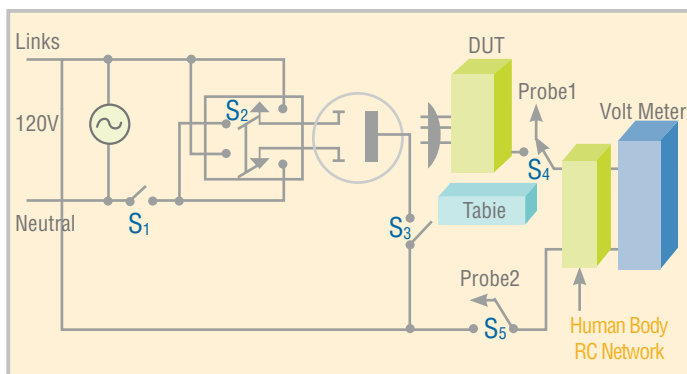 Links
DUT
Probe1
Volt Meter
120V
S2
S4
Neutral
S1
S3
Tabie
Probe2
S5
Human Body
RC Network